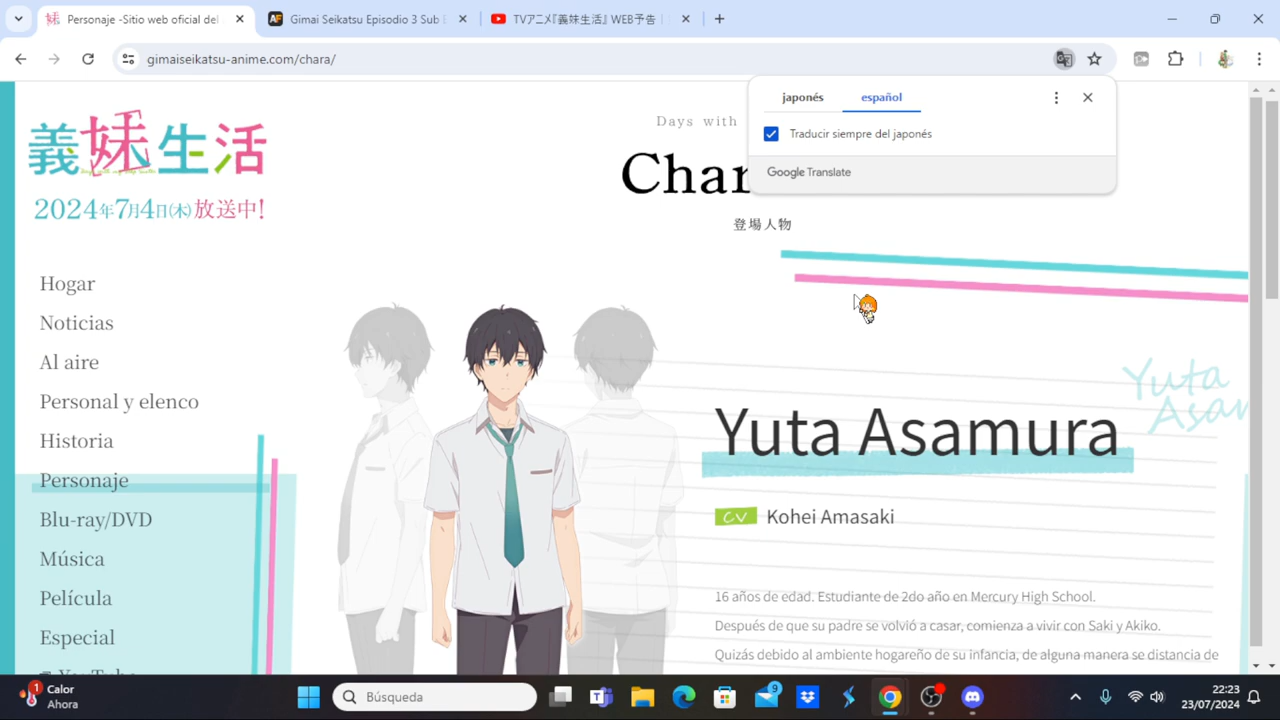 Personaje -Sitio web oficial del
Gimai Seikatsu Episodio 3 Sub E
TVアニメ『義妹生活』 WEB予告
gimaiseikatsu-anime.com/chara/
japonés
español
Traducir siempre del japonés
Google Translate
義妹生活
2024年7月4日(木)放送中!
Days with
Char
登場人物
Hogar
Noticias
Al aire
Personal y elenco
Historia
Personaje
Blu-ray/DVD
Música
Película
Especial
YouTube
Yuta
Asam
Yuta Asamura
CV Kohei Amasaki
16 años de edad. Estudiante de 2do año en Mercury High School.
Después de que su padre se volvió a casar, comienza a vivir con Saki y Akiko.
Quizás debido al ambiente hogareño de su infancia, de alguna manera se distancia de
1
Calor
Ahora
Búsqueda
9
22:23
23/07/2024